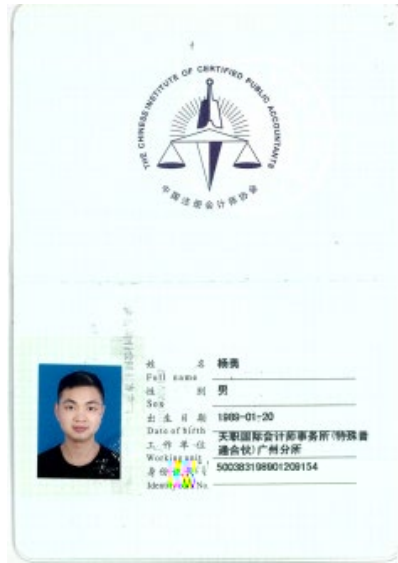 THE CHINESE INSTITUTE OF CERTIFIED PUBLIC ACCOUNTANTS
中国注册会计师协会
姓 名 杨勇
Full name
性 别 男
Sex
出 生 日 期 1989-01-20
Date of birth
工 作 单 位 天职国际会计师事务所(特殊普
Working unit 通合伙)广州分所
身份证 500383198901209154
Identity No.